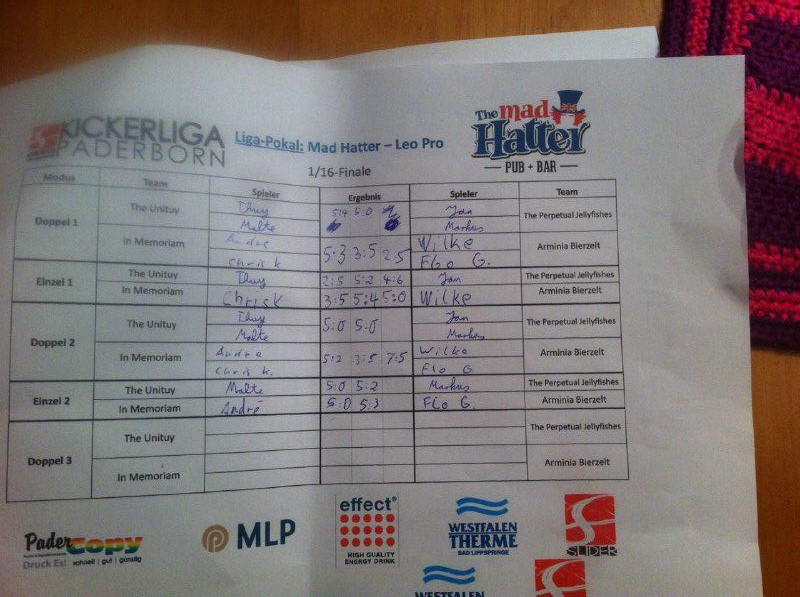 KICKERLIGA
PADERBORN
Liga-Pokal: Mad Hatter – Leo Pro
1/16-Finale
The mad
Hatter
PUB + BAR
Modus Team Spieler Ergebnis Spieler Team
Doppel 1 The Unituy Thuy 5:4 5:0 Jan The Perpetual Jellyfishes
Malte Markus
In Memoriam Andre 5:3 3:5 2:5 Wilke Arminia Bierzelt
Chris K Flo G.
Einzel 1 The Unituy Thuy 2:5 5:2 4:6 Jan The Perpetual Jellyfishes
In Memoriam Chris K 3:5 5:4 5:0 Wilke Arminia Bierzelt
Doppel 2 The Unituy Thuy 5:0 5:0 Jan The Perpetual Jellyfishes
Malte Markus
In Memoriam Andre 5:2 3:5 7:5 Wilke Arminia Bierzelt
Chris K. Flo G.
Einzel 2 The Unituy Malte 5:0 5:2 Markus The Perpetual Jellyfishes
In Memoriam André 5:0 5:3 Flo G. Arminia Bierzelt
Doppel 3 The Unituy The Perpetual Jellyfishes
In Memoriam Arminia Bierzelt
PaderCopy
Druck Es! schnell | gut | günstig
MLP
effect®
HIGH QUALITY
ENERGY DRINK
WESTFALEN
THERME
BAD LIPPSPRINGE
SLIDER
WESTFALEN